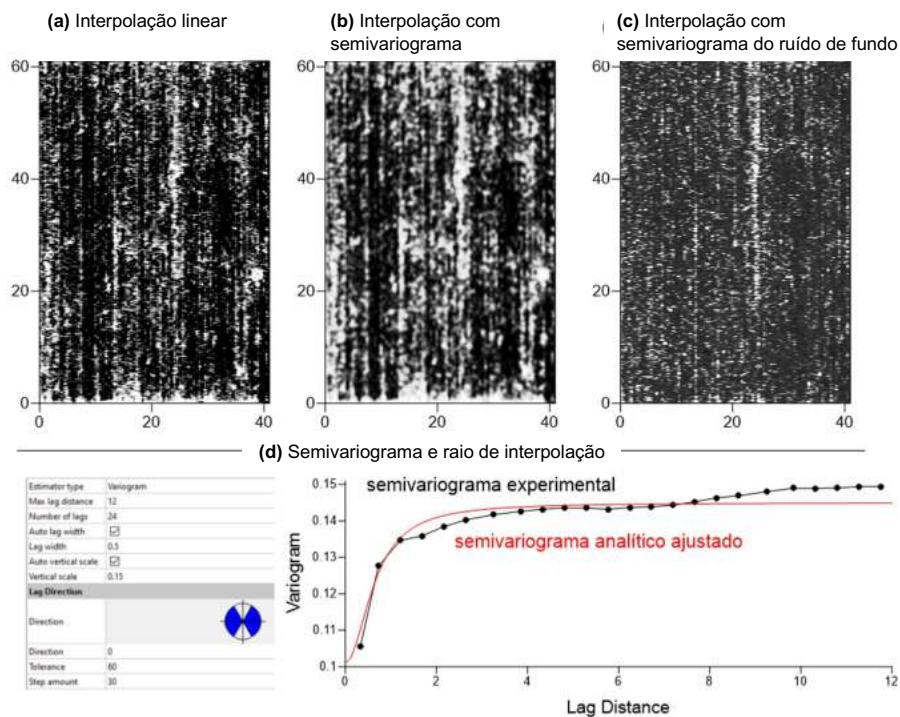 (a) Interpolação linear
(b) Interpolação com
semivariograma
(c) Interpolação com
semivariograma do ruído de fundo
60
40
20
0
0 20 40
60
40
20
0
0 20 40
60
40
20
0
0 20 40
(d) Semivariograma e raio de interpolação
Estimator type Variogram
Max lag distance 12
Number of lags 24
Auto lag width
Lag width 0.5
Auto vertical scale
Vertical scale 0.15
Lag Direction
Direction
Direction 0
Tolerance 60
Step amount 30
semivariograma experimental
semivariograma analítico ajustado
Variogram
0.15
0.14
0.13
0.12
0.11
0.1
0 2 4 6 8 10 12
Lag Distance